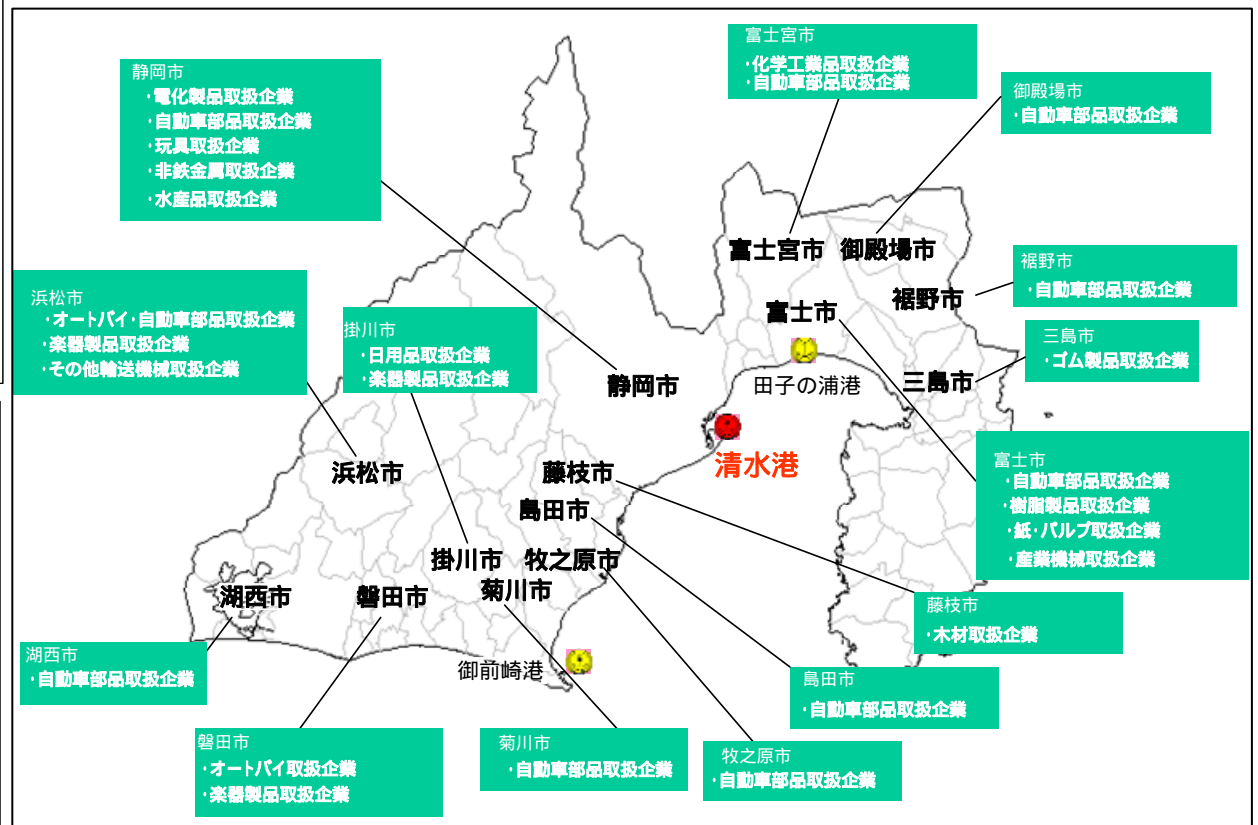 富士宮市
・化学工業品取扱企業
・自動車部品取扱企業
静岡市
・電化製品取扱企業
・自動車部品取扱企業
・玩具取扱企業
・非鉄金属取扱企業
・水産品取扱企業
御殿場市
・自動車部品取扱企業
富士宮市
御殿場市
裾野市
・自動車部品取扱企業
浜松市
・オートバイ・自動車部品取扱企業
・楽器製品取扱企業
・その他輸送機械取扱企業
掛川市
・日用品取扱企業
・楽器製品取扱企業
裾野市
富士市
三島市
・ゴム製品取扱企業
静岡市
田子の浦港
三島市
清水港
浜松市
藤枝市
島田市
富士市
・自動車部品取扱企業
・樹脂製品取扱企業
・紙・パルプ取扱企業
・産業機械取扱企業
掛川市
牧之原市
菊川市
湖西市
磐田市
藤枝市
・木材取扱企業
湖西市
・自動車部品取扱企業
御前崎港
島田市
・自動車部品取扱企業
磐田市
・オートバイ取扱企業
・楽器製品取扱企業
菊川市
・自動車部品取扱企業
牧之原市
・自動車部品取扱企業